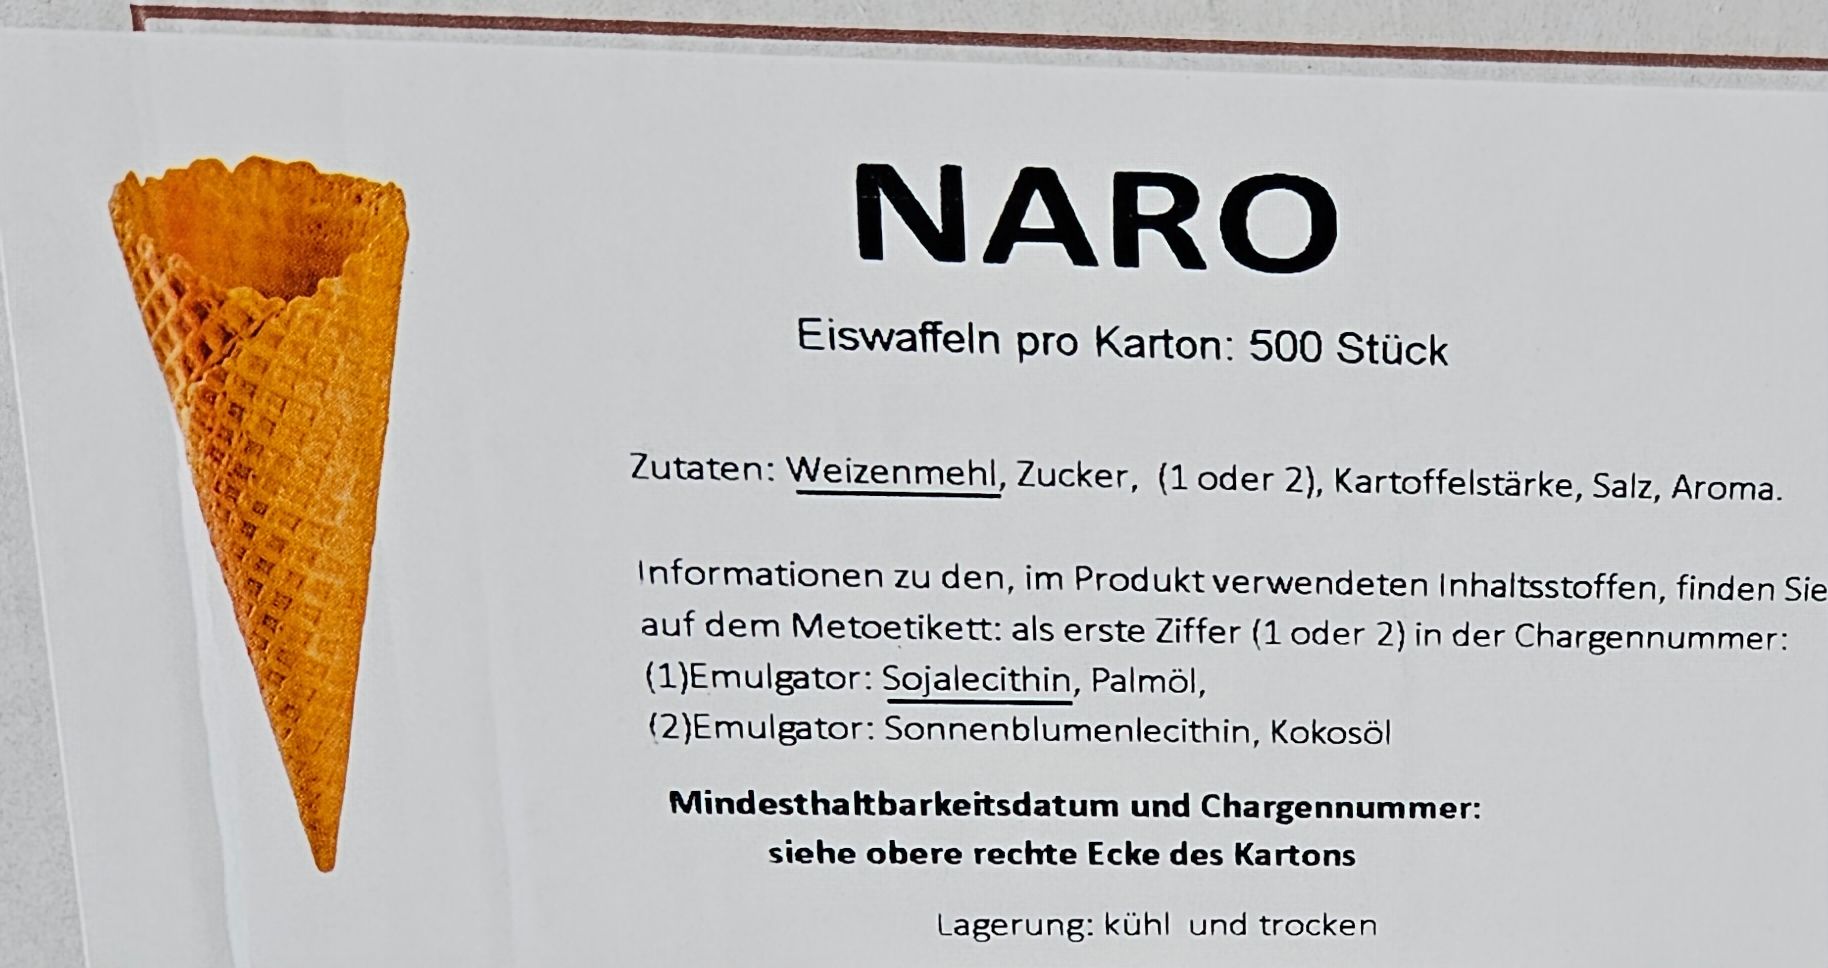 NARO
Eiswaffeln pro Karton: 500 Stück
Zutaten: Weizenmehl, Zucker, (1 oder 2), Kartoffelstärke, Salz, Aroma.
Informationen zu den, im Produkt verwendeten Inhaltsstoffen, finden Sie
auf dem Metoetikett: als erste Ziffer (1 oder 2) in der Chargennummer:
(1)Emulgator: Sojalecithin, Palmöl,
(2)Emulgator: Sonnenblumenlecithin, Kokosöl
Mindesthaltbarkeitsdatum und Chargennummer:
siehe obere rechte Ecke des Kartons
Lagerung: kühl und trocken